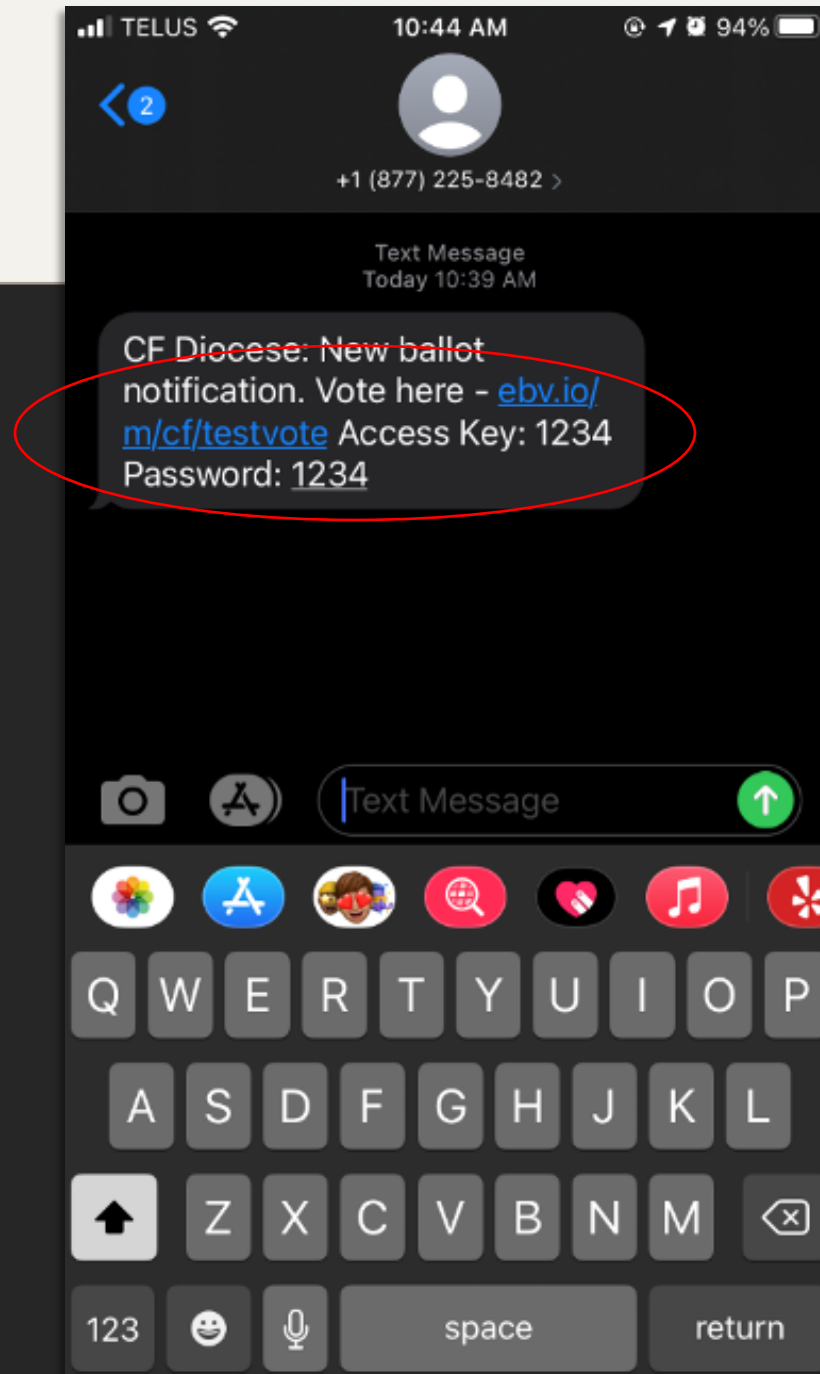 TELUS 10:44 AM 94%
2
+1 (877) 225-8482 >
Text Message
Today 10:39 AM
CF Diocese: New ballot
notification. Vote here - ebv.io/
m/cf/testvote Access Key: 1234
Password: 1234
Text Message
Q W E R T Y U I O P
A S D F G H J K L
Z X C V B N M
123 space return